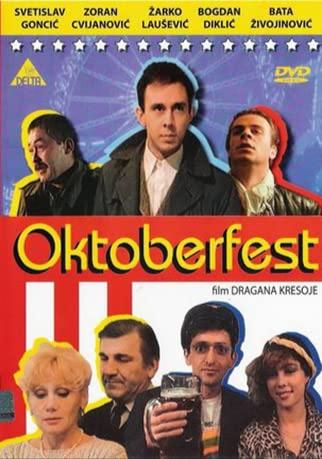 SVETISLAV ZORAN ŽARKO BOGDAN BATA
GONCIĆ CVIJANOVIĆ LAUŠEVIĆ DIKLIĆ ŽIVOJINOVIĆ
DELTA
DVD
Oktoberfest
film DRAGANA KRESOJE